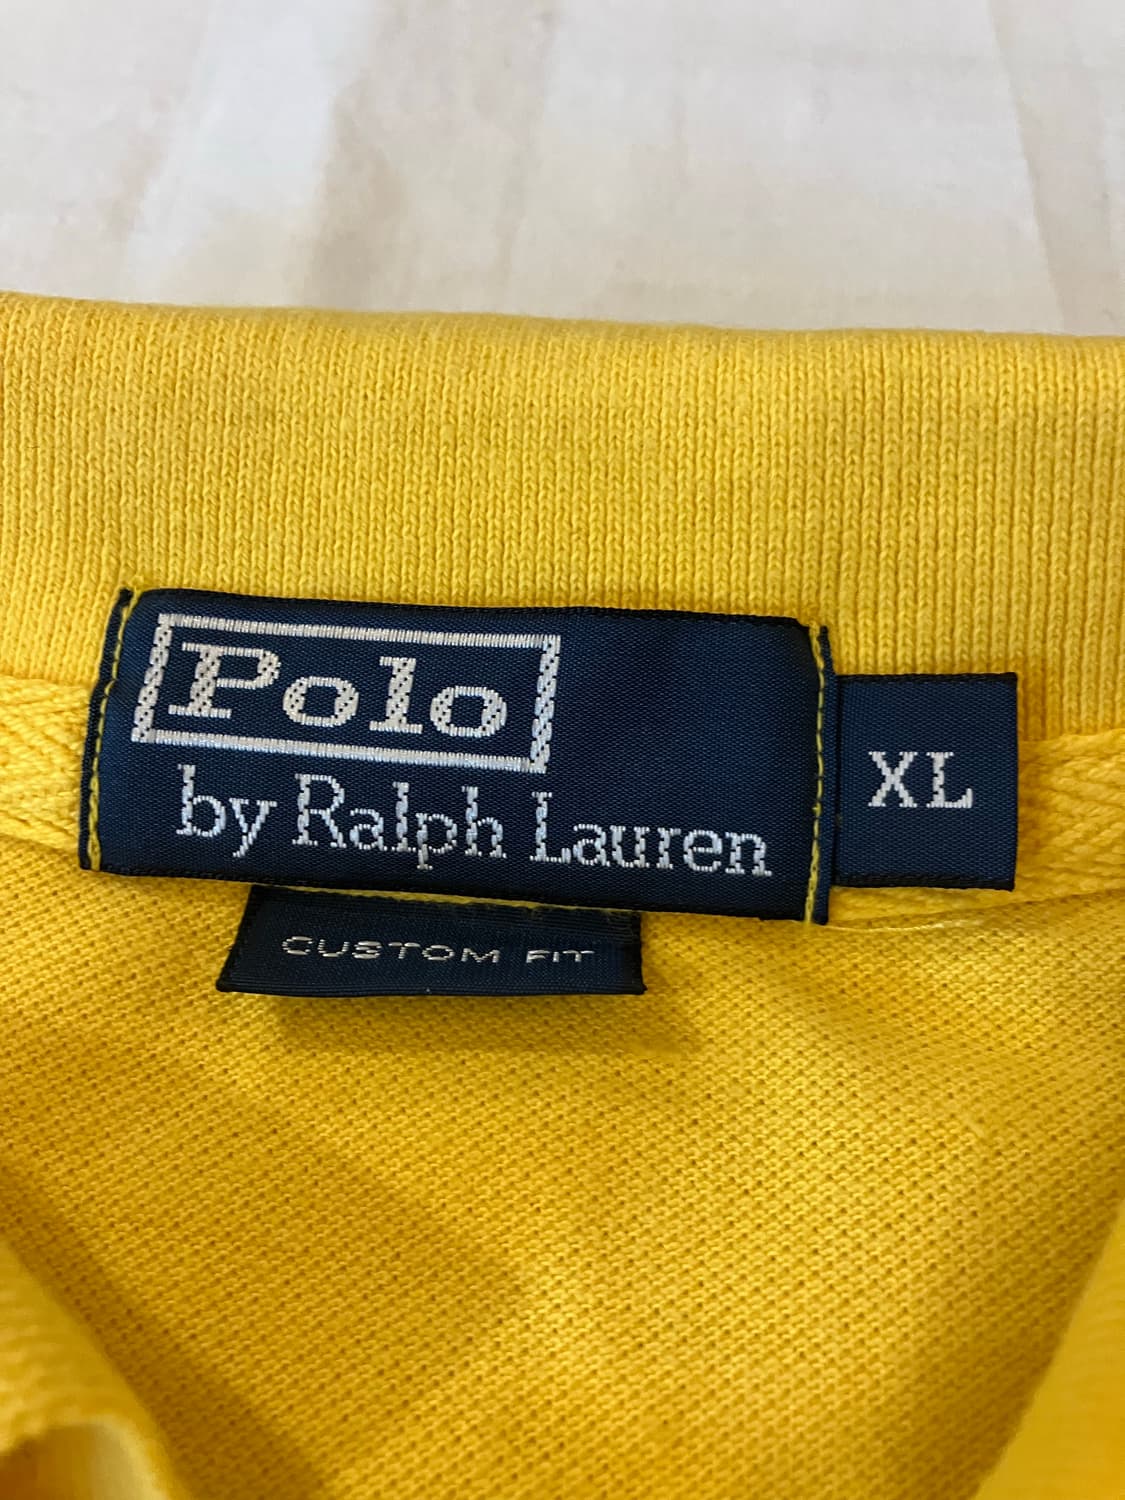 Polo
by Ralph Lauren
XL
CUSTOM FIT